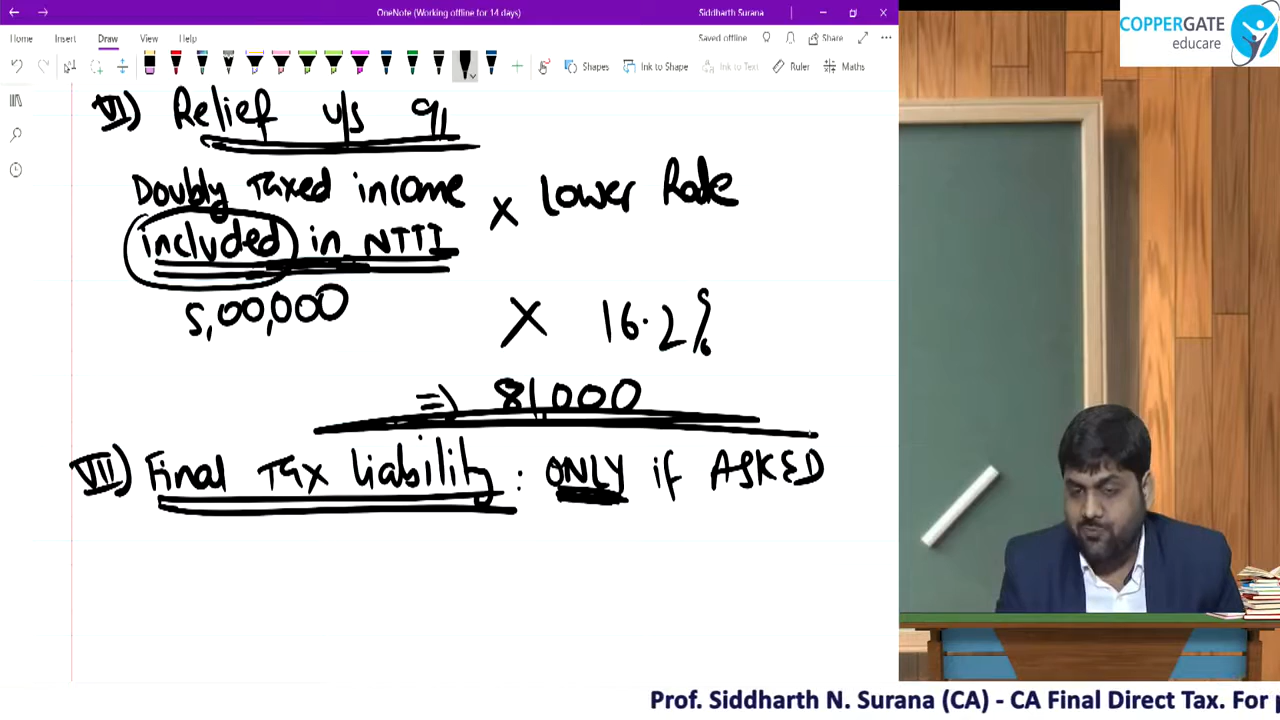 OneNote (Working offline for 14 days)
Siddharth Surana
Home Insert Draw View Help
Saved offline
Share
Shapes
Ink to Shape
Ink to Text
Ruler
Maths
COPPERGATE
educare
VI) Relief u/s 91
Doubly Taxed income × Lower Rate
included in NTTI
5,00,000 × 16.2%
=) 81,000
VII) Final Tax liability : ONLY if ASKED
Prof. Siddharth N. Surana (CA) - CA Final Direct Tax. For